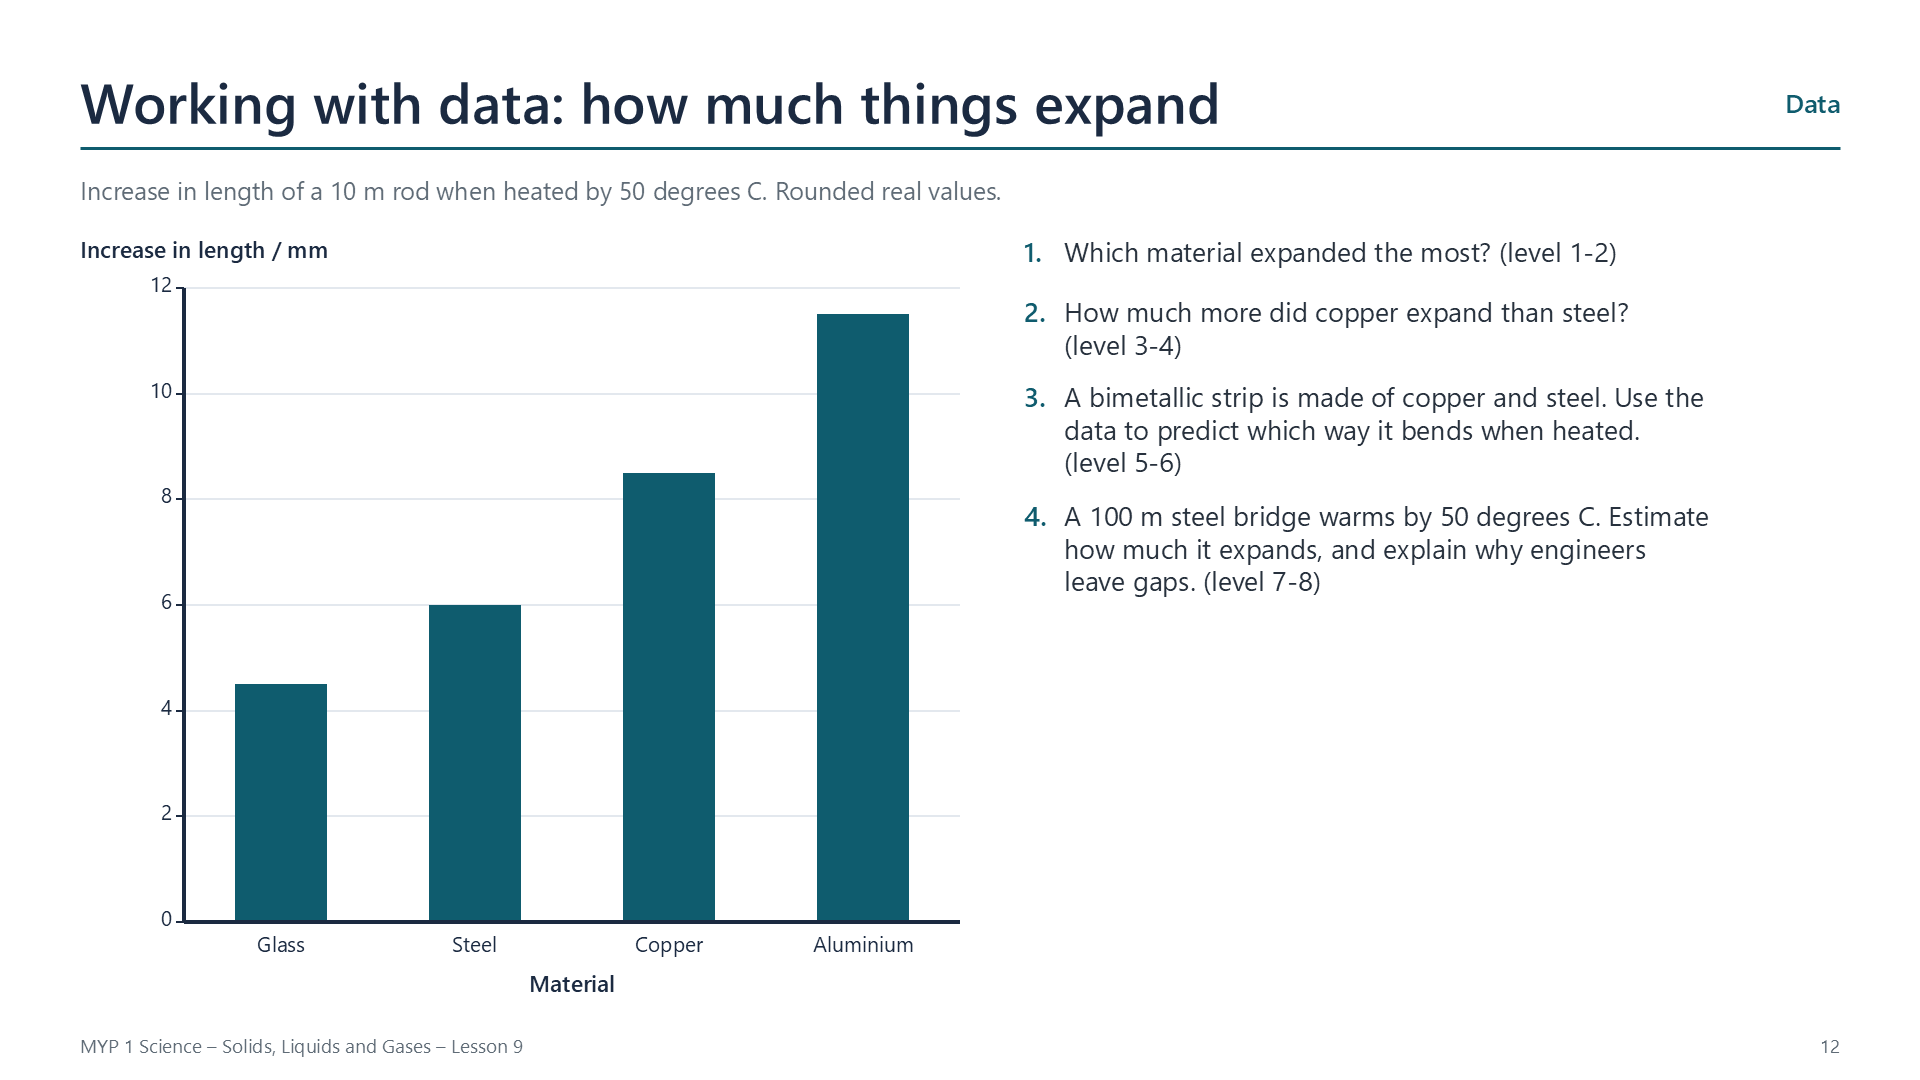 Working with data: how much things expand
Data
Increase in length of a 10 m rod when heated by 50 degrees C. Rounded real values.
Increase in length / mm
12
10
8
6
4
2
0
Glass
Steel
Copper
Aluminium
Material
1. Which material expanded the most? (level 1-2)
2. How much more did copper expand than steel?
(level 3-4)
3. A bimetallic strip is made of copper and steel. Use the
data to predict which way it bends when heated.
(level 5-6)
4. A 100 m steel bridge warms by 50 degrees C. Estimate
how much it expands, and explain why engineers
leave gaps. (level 7-8)
MYP 1 Science – Solids, Liquids and Gases – Lesson 9
12